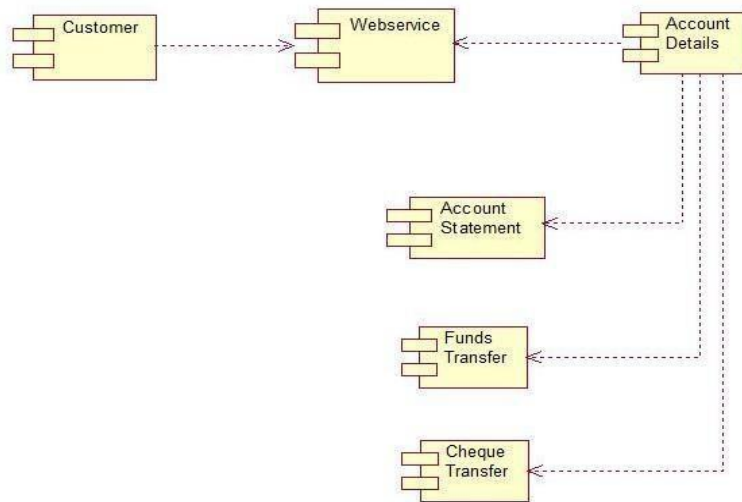 Customer
Webservice
Account
Details
Account
Statement
Funds
Transfer
Cheque
Transfer